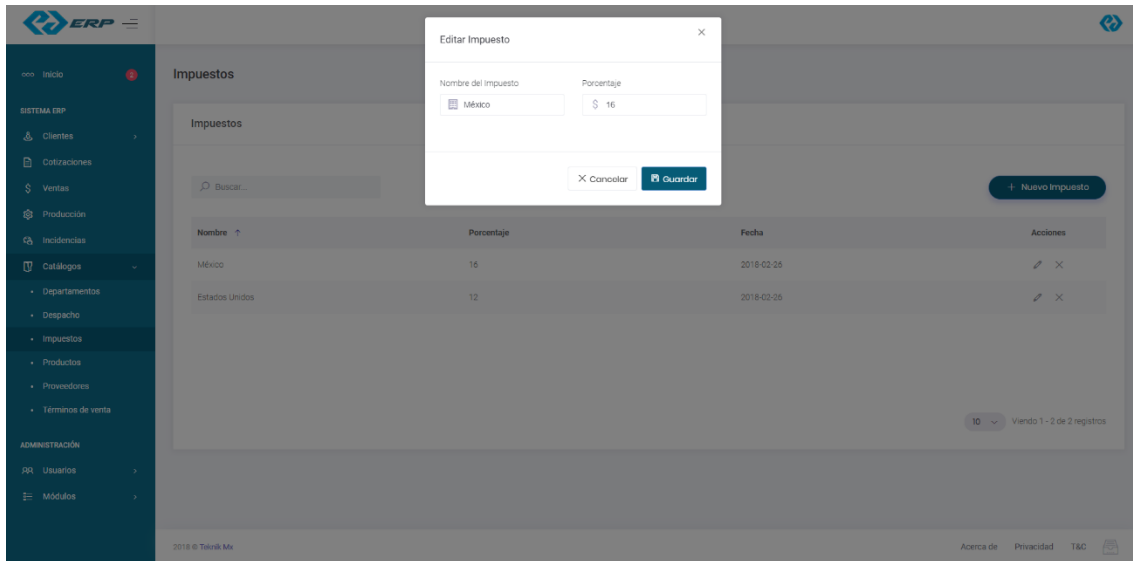 ERP
Editar Impuesto
Inicio 2
Impuestos
Nombre del Impuesto Porcentaje
México $ 16
SISTEMA ERP
Impuestos
Clientes
Cotizaciones
Cancelar Guardar
Ventas
Buscar...
+ Nuevo Impuesto
Producción
Incidencias
Nombre ↑ Porcentaje Fecha Acciones
Catálogos
México 16 2018-02-26
Departamentos
Estados Unidos 12 2018-02-26
Despacho
Impuestos
Productos
Proveedores
Términos de venta
10 Viendo 1 - 2 de 2 registros
ADMINISTRACIÓN
Usuarios
Módulos
2018 © Teknik Mx Acerca de Privacidad T&C